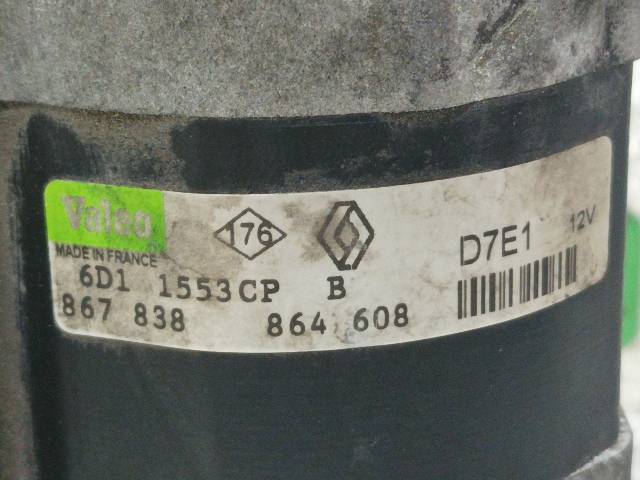 Valeo
MADE IN FRANCE
176
D7E1 12V
6D1 1553CP B
867 838 864 608